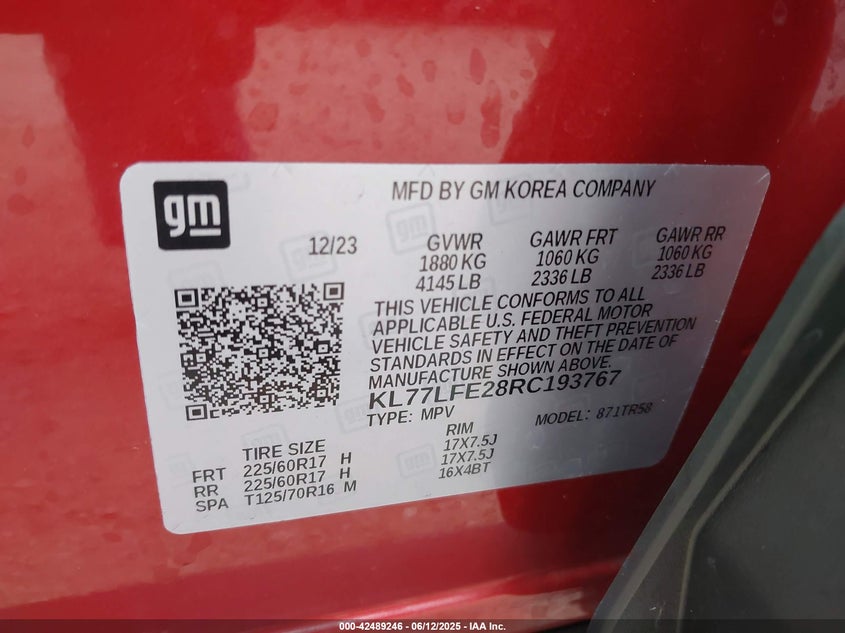 gm
MFD BY GM KOREA COMPANY
12/23
GVWR
1880 KG
4145 LB
GAWR FRT
1060 KG
2336 LB
GAWR RR
1060 KG
2336 LB
THIS VEHICLE CONFORMS TO ALL
APPLICABLE U.S. FEDERAL MOTOR
VEHICLE SAFETY AND THEFT PREVENTION
STANDARDS IN EFFECT ON THE DATE OF
MANUFACTURE SHOWN ABOVE.
KL77LFE28RC193767
TYPE: MPV
MODEL: 871TR58
TIRE SIZE
RIM
FRT 225/60R17 H 17X7.5J
RR 225/60R17 H 17X7.5J
SPA T125/70R16 M 16X4BT
000-42489246 - 06/12/2025 - IAA Inc.